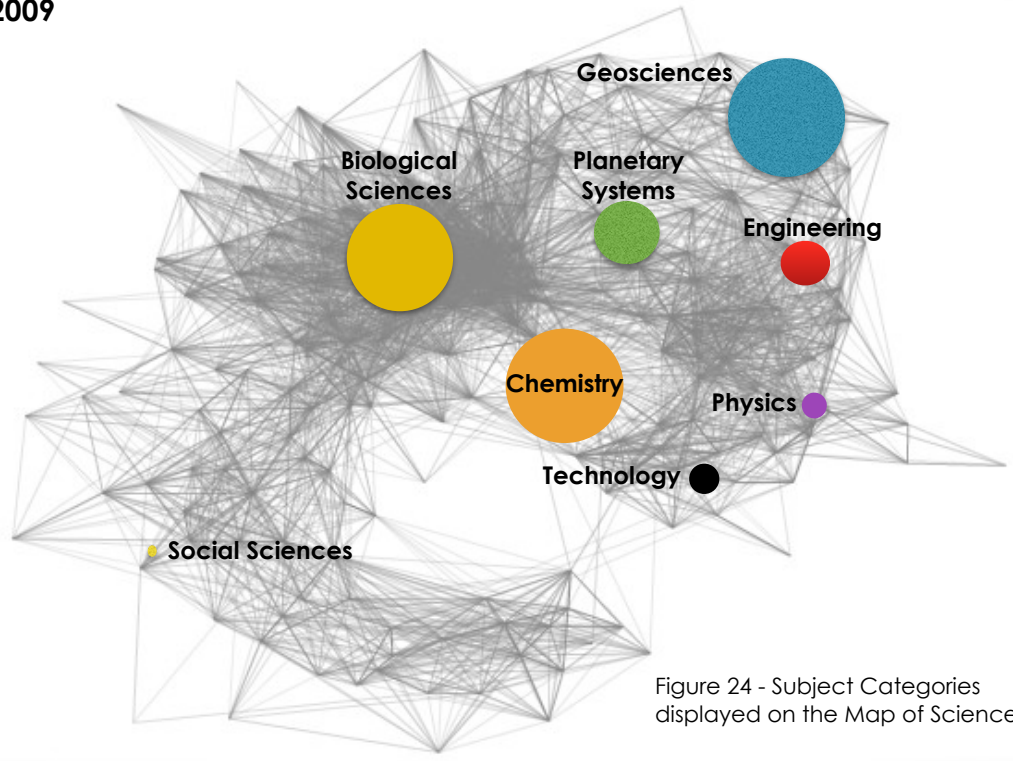 2009
Geosciences
Biological
Sciences
Planetary
Systems
Engineering
Chemistry
Physics
Technology
Social Sciences
Figure 24 - Subject Categories
displayed on the Map of Science